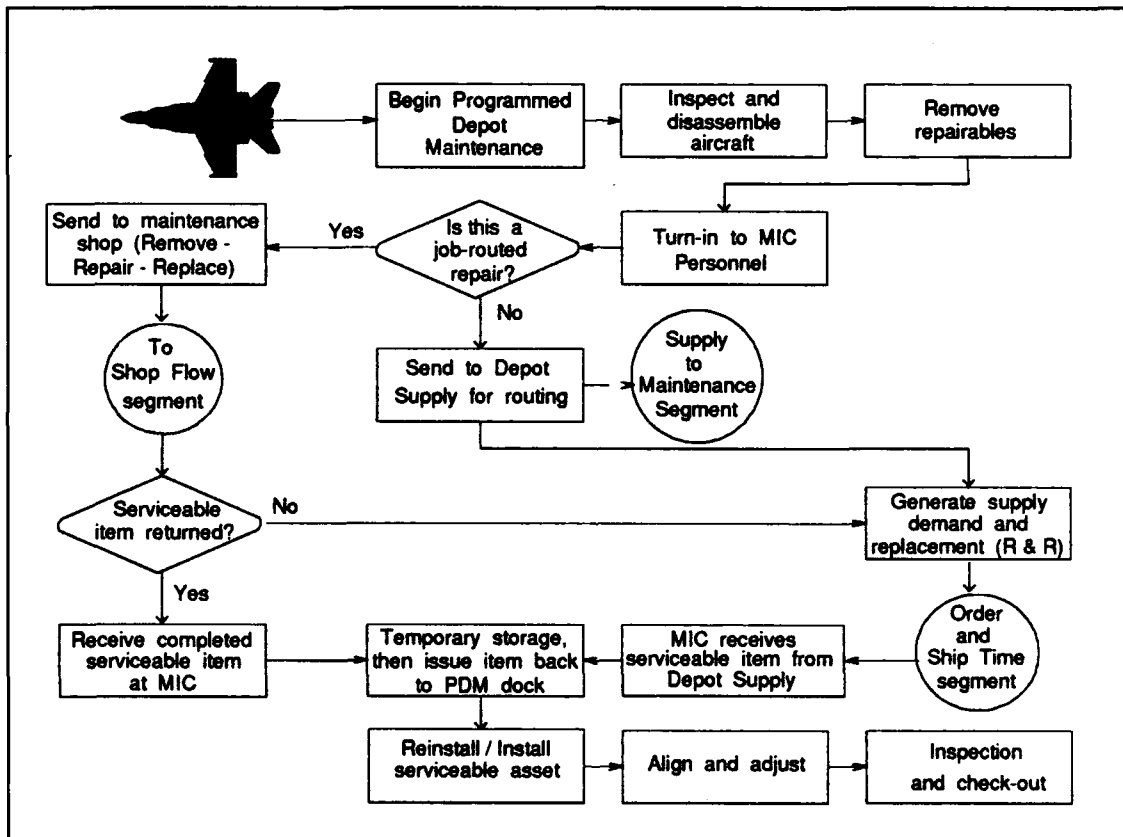 Begin Programmed
Depot
Maintenance
Inspect and
disassemble
aircraft
Remove
repairables
Send to maintenance
shop (Remove -
Repair - Replace)
Yes
Is this a
job-routed
repair?
Turn-in to MIC
Personnel
No
To
Shop Flow
segment
Send to Depot
Supply for routing
Supply
to
Maintenance
Segment
Serviceable
item returned?
No
Generate supply
demand and
replacement (R & R)
Yes
Receive completed
serviceable item
at MIC
Temporary storage,
then issue item back
to PDM dock
MIC receives
serviceable item from
Depot Supply
Order
and
Ship Time
segment
Reinstall / Install
serviceable asset
Align and adjust
Inspection
and check-out